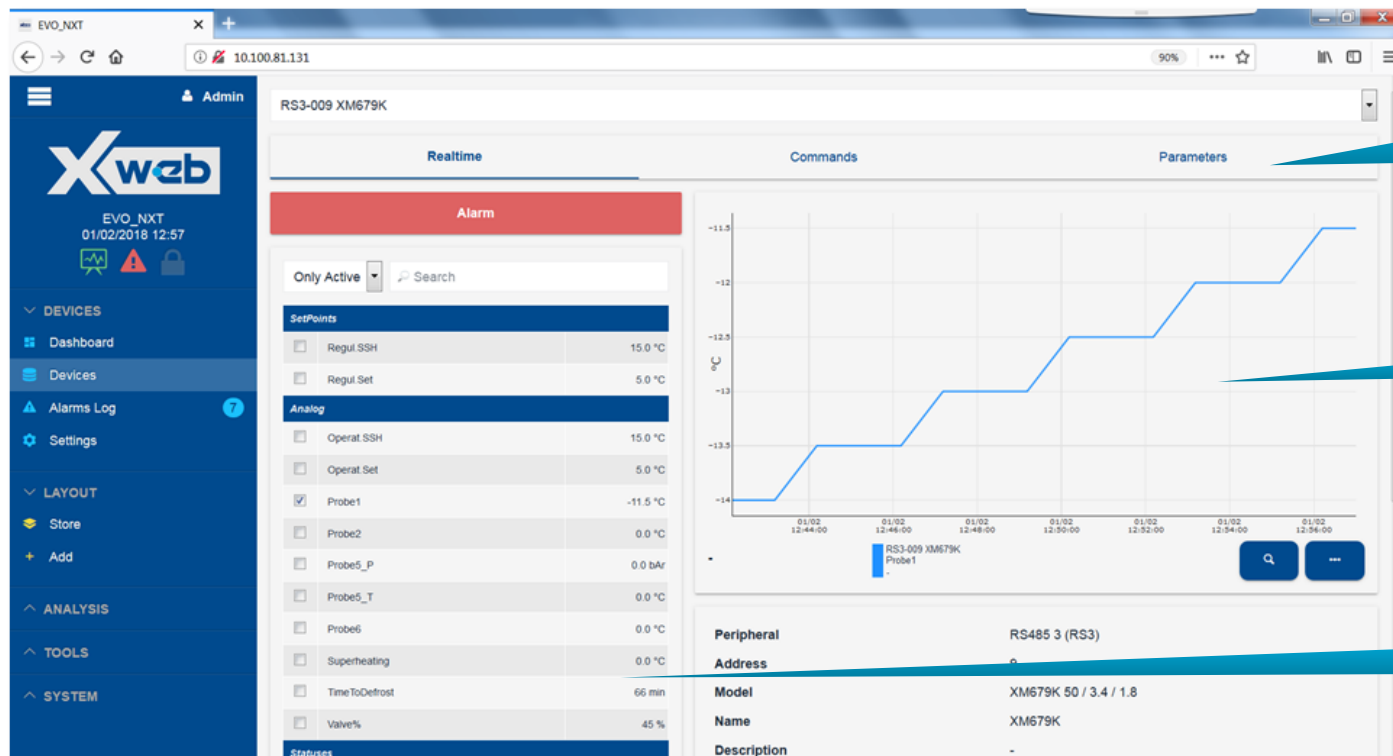 EVO_NXT
10.100.81.131
90%
Admin
Xweb
EVO_NXT
01/02/2018 12:57
DEVICES
Dashboard
Devices
Alarms Log 7
Settings
LAYOUT
Store
Add
ANALYSIS
TOOLS
SYSTEM
RS3-009 XM679K
Realtime Commands Parameters
Alarm
Only Active Search
SetPoints
Regul.SSH 15.0 °C
Regul.Set 5.0 °C
Analog
Operat.SSH 15.0 °C
Operat.Set 5.0 °C
Probe1 -11.5 °C
Probe2 0.0 °C
Probe5_P 0.0 bAr
Probe5_T 0.0 °C
Probe6 0.0 °C
Superheating 0.0 °C
TimeToDefrost 66 min
Valve% 45 %
Statuses
°C
-11.5
-12
-12.5
-13
-13.5
-14
01/02 01/02 01/02 01/02 01/02 01/02 01/02
12:44:00 12:46:00 12:48:00 12:50:00 12:52:00 12:54:00 12:56:00
-
RS3-009 XM679K
Probe1
-
Peripheral RS485 3 (RS3)
Address
Model XM679K 50 / 3.4 / 1.8
Name XM679K
Description -